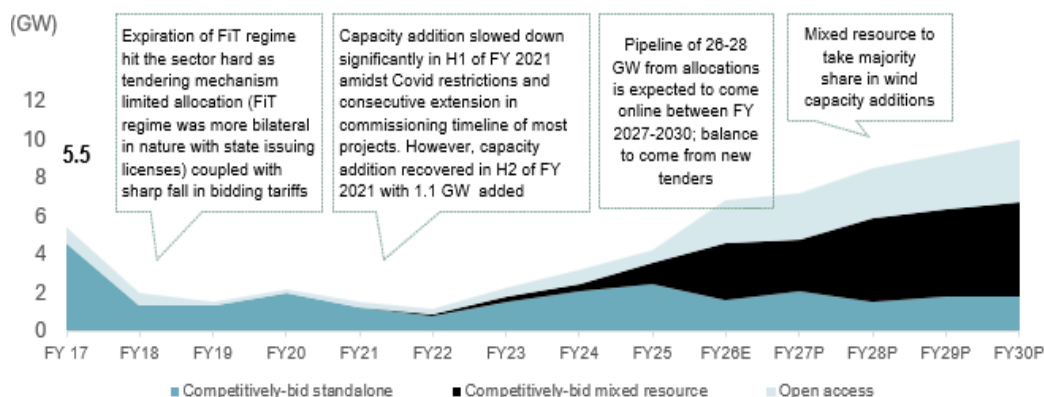 (GW)
Expiration of FiT regime
hit the sector hard as
tendering mechanism
limited allocation (FiT
regime was more bilateral
in nature with state issuing
licenses) coupled with
sharp fall in bidding tariffs
Capacity addition slowed down
significantly in H1 of FY 2021
amidst Covid restrictions and
consecutive extension in
commissioning timeline of most
projects. However, capacity
addition recovered in H2 of FY
2021 with 1.1 GW added
Pipeline of 26-28
GW from allocations
is expected to come
online between FY
2027-2030; balance
to come from new
tenders
Mixed resource to
take majority
share in wind
capacity additions
12
10
8
6
4
2
0
5.5
FY 17 FY18 FY19 FY20 FY21 FY22 FY23 FY24 FY25 FY26E FY27P FY28P FY29P FY30P
Competitively-bid standalone Competitively-bid mixed resource Open access